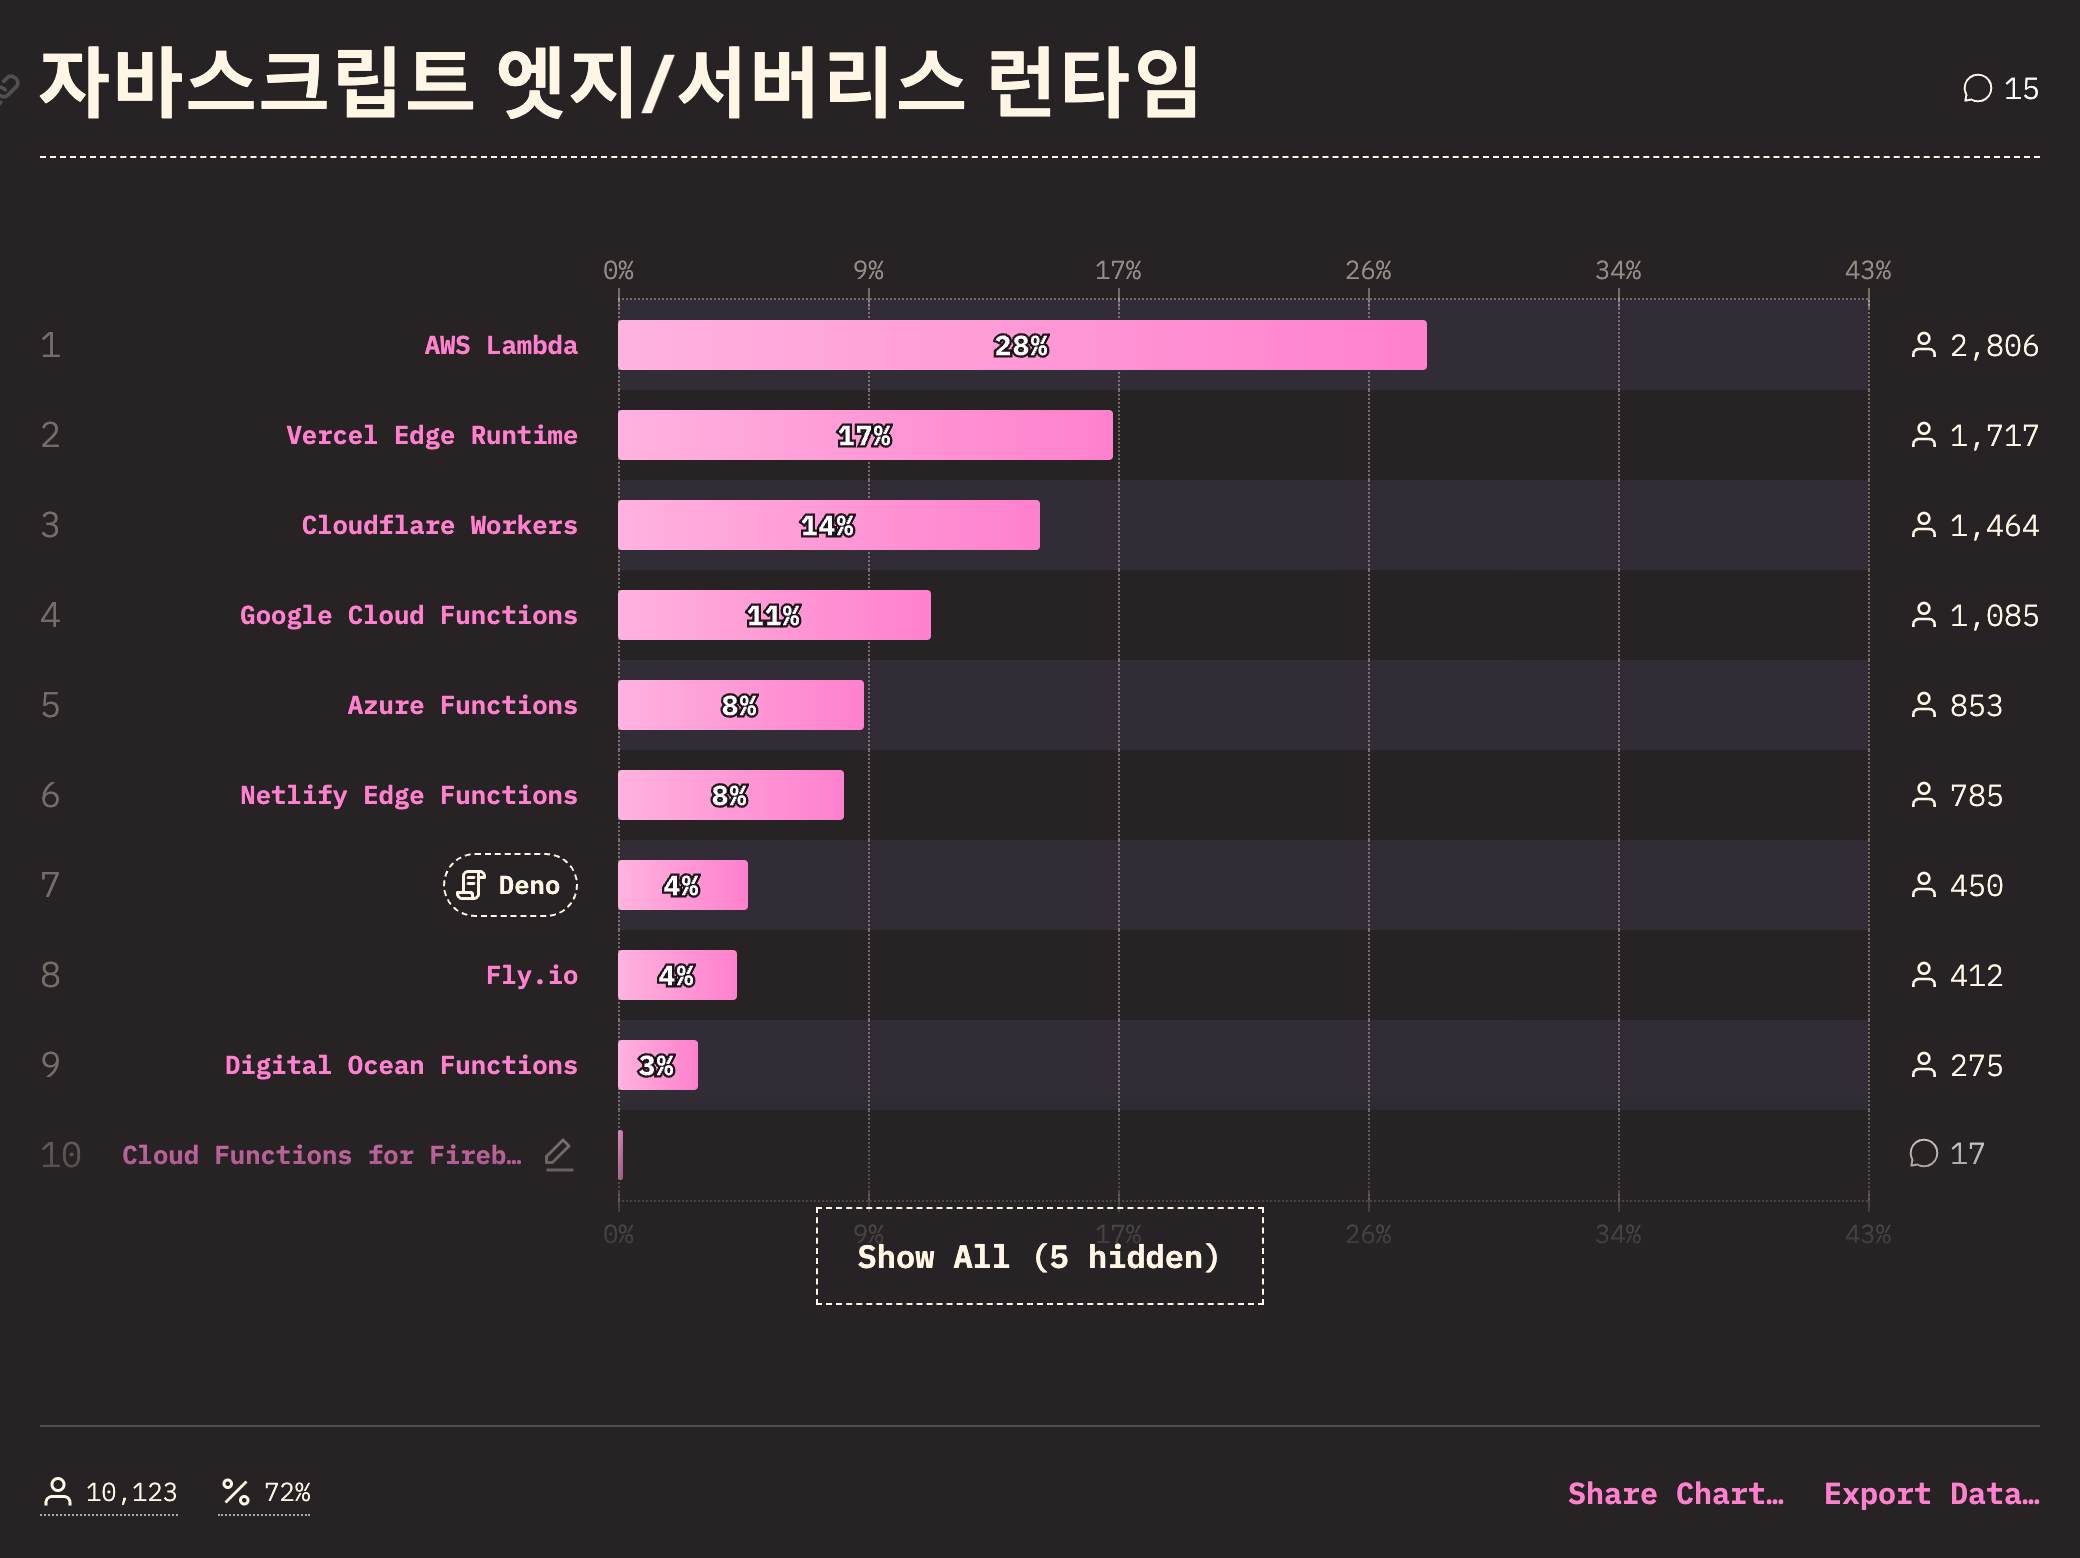 자바스크립트 엣지/서버리스 런타임
15
0% 9% 17% 26% 34% 43%
1 AWS Lambda 28% 2,806
2 Vercel Edge Runtime 17% 1,717
3 Cloudflare Workers 14% 1,464
4 Google Cloud Functions 11% 1,085
5 Azure Functions 8% 853
6 Netlify Edge Functions 8% 785
7 Deno 4% 450
8 Fly.io 4% 412
9 Digital Ocean Functions 3% 275
10 Cloud Functions for Fireb… 17
0% 9% 17% 26% 34% 43%
Show All (5 hidden)
10,123 % 72% Share Chart… Export Data…